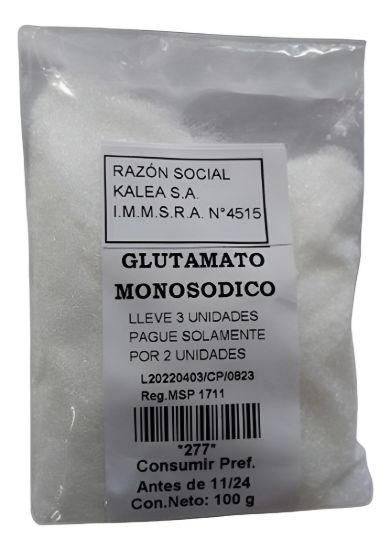 RAZÓN SOCIAL
KALEA S.A.
I.M.M.S.R.A. N°4515
GLUTAMATO
MONOSODICO
LLEVE 3 UNIDADES
PAGUE SOLAMENTE
POR 2 UNIDADES
L20220403/CP/0823
Reg.MSP 1711
*277*
Consumir Pref.
Antes de 11/24
Con.Neto: 100 g